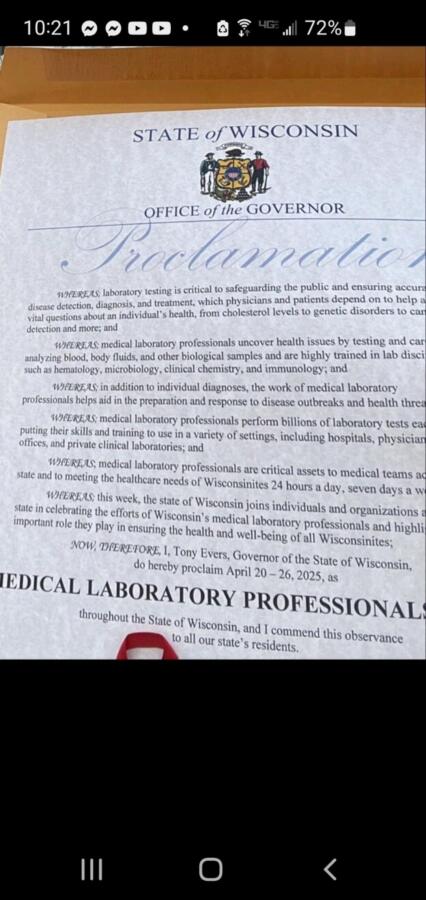 10:21
4GE
72%
STATE of WISCONSIN
OFFICE of the GOVERNOR
Proclamation
WHEREAS; laboratory testing is critical to safeguarding the public and ensuring accura
disease detection, diagnosis, and treatment, which physicians and patients depend on to help a
vital questions about an individual's health, from cholesterol levels to genetic disorders to can
detection and more; and
WHEREAS; medical laboratory professionals uncover health issues by testing and car
analyzing blood, body fluids, and other biological samples and are highly trained in lab disci
such as hematology, microbiology, clinical chemistry, and immunology; and
WHEREAS; in addition to individual diagnoses, the work of medical laboratory
professionals helps aid in the preparation and response to disease outbreaks and health threa
WHEREAS; medical laboratory professionals perform billions of laboratory tests eac
putting their skills and training to use in a variety of settings, including hospitals, physician
offices, and private clinical laboratories; and
WHEREAS; medical laboratory professionals are critical assets to medical teams ac
state and to meeting the healthcare needs of Wisconsinites 24 hours a day, seven days a w
WHEREAS; this week, the state of Wisconsin joins individuals and organizations a
state in celebrating the efforts of Wisconsin's medical laboratory professionals and highli
important role they play in ensuring the health and well-being of all Wisconsinites;
NOW, THEREFORE, I, Tony Evers, Governor of the State of Wisconsin,
do hereby proclaim April 20 – 26, 2025, as
MEDICAL LABORATORY PROFESSIONALS
throughout the State of Wisconsin, and I commend this observance
to all our state's residents.